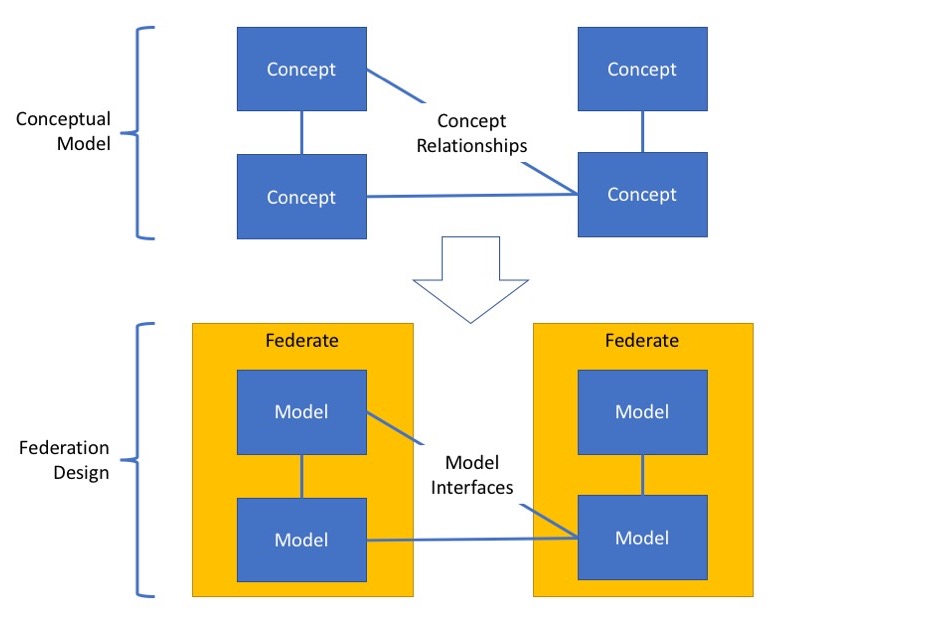 Concept
Concept
Conceptual
Model
Concept
Relationships
Concept
Concept
Federate
Federate
Model
Model
Federation
Design
Model
Interfaces
Model
Model